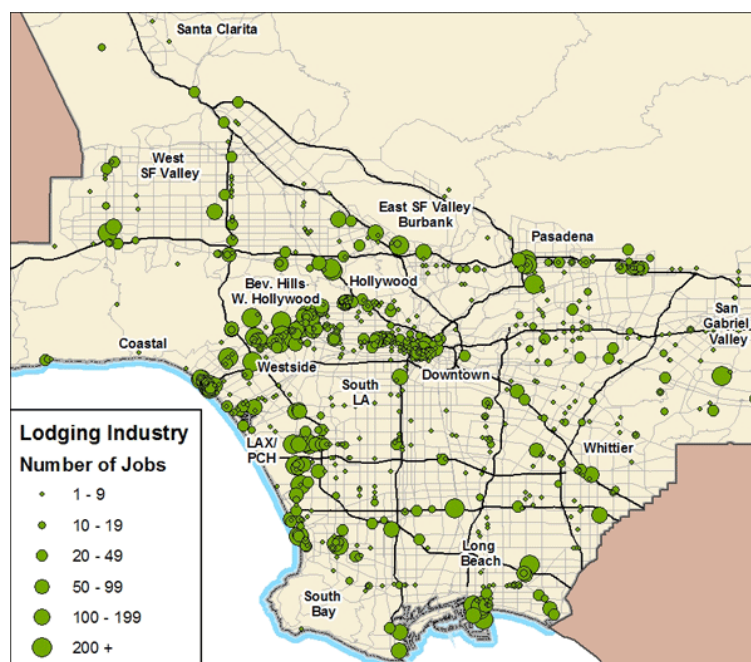 Santa Clarita
West
SF Valley
East SF Valley
Burbank
Pasadena
Bev. Hills
W. Hollywood
Hollywood
San
Gabriel
Valley
Coastal
Westside
South
LA
Downtown
LAX/
PCH
Whittier
Long
Beach
South
Bay
Lodging Industry
Number of Jobs
1 - 9
10 - 19
20 - 49
50 - 99
100 - 199
200 +